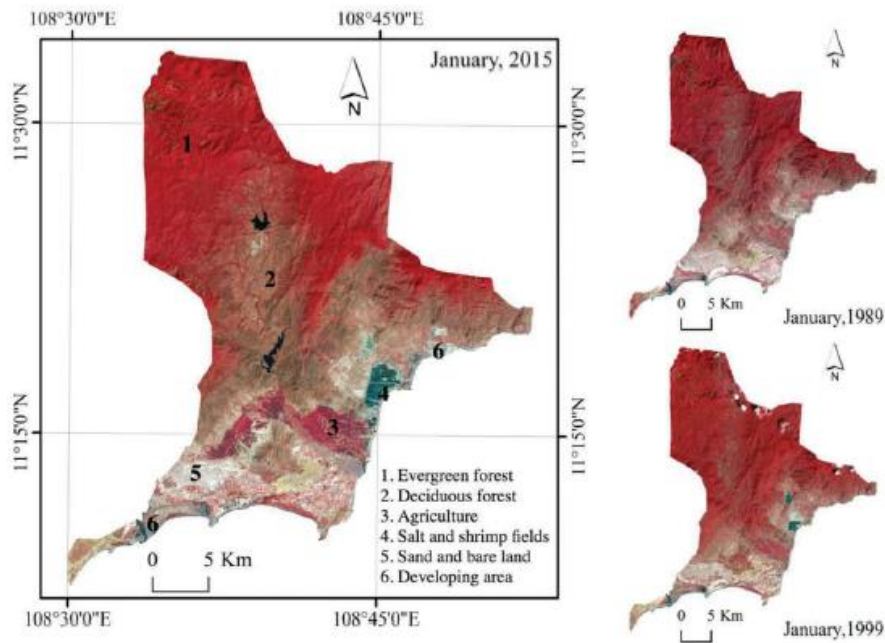 108°30'0"E
108°45'0"E
January, 2015
N
11°30'0"N
11°30'0"N
1
2
6
4
3
11°15'0"N
11°15'0"N
5
6
1. Evergreen forest
2. Deciduous forest
3. Agriculture
4. Salt and shrimp fields
5. Sand and bare land
6. Developing area
0 5 Km
108°30'0"E
108°45'0"E
N
0 5 Km
January,1989
N
0 5 Km
January,1999